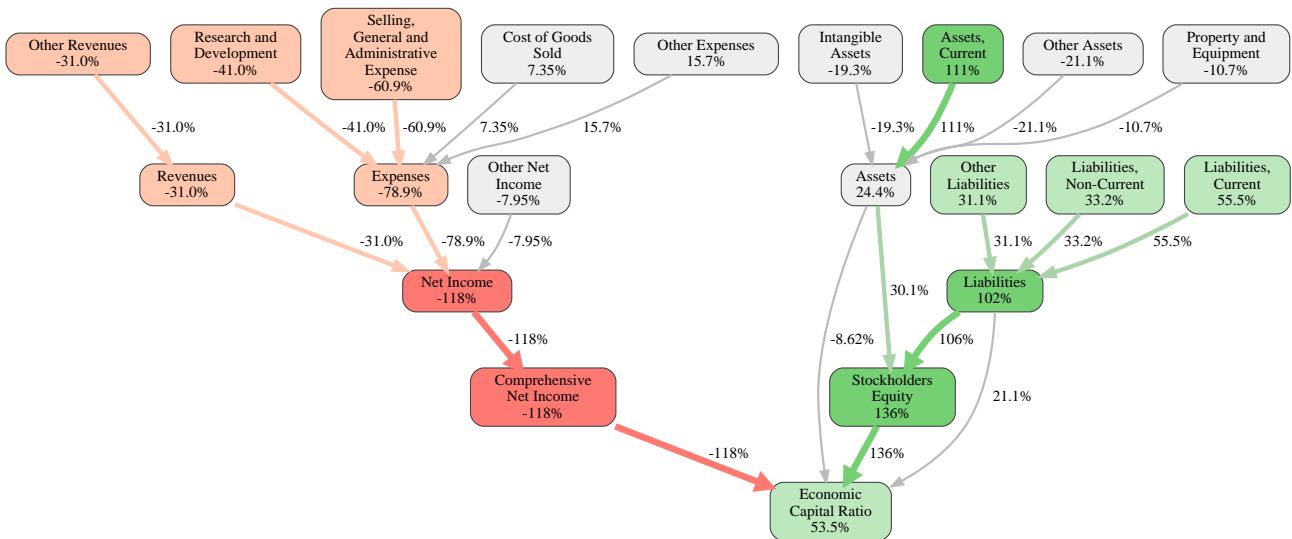 Other Revenues
-31.0%
Research and
Development
-41.0%
Selling,
General and
Administrative
Expense
-60.9%
Cost of Goods
Sold
7.35%
Other Expenses
15.7%
Intangible
Assets
-19.3%
Assets,
Current
111%
Other Assets
-21.1%
Property and
Equipment
-10.7%
-31.0%
-41.0%
-60.9%
7.35%
15.7%
-19.3%
111%
-21.1%
-10.7%
Revenues
-31.0%
Expenses
-78.9%
Other Net
Income
-7.95%
Assets
24.4%
Other
Liabilities
31.1%
Liabilities,
Non-Current
33.2%
Liabilities,
Current
55.5%
-31.0%
-78.9%
-7.95%
31.1%
33.2%
55.5%
Net Income
-118%
30.1%
Liabilities
102%
-118%
-8.62%
106%
Comprehensive
Net Income
-118%
Stockholders
Equity
136%
21.1%
-118%
136%
Economic
Capital Ratio
53.5%